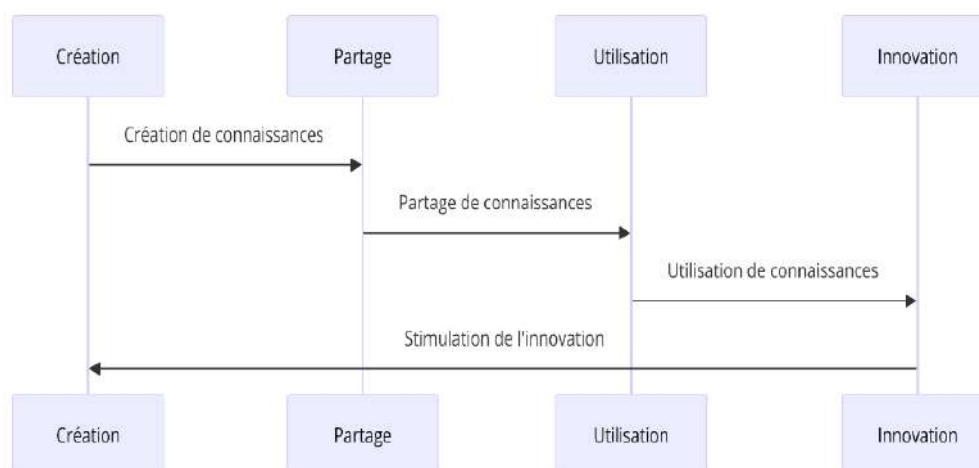 Création
Partage
Utilisation
Innovation
Création de connaissances
Partage de connaissances
Utilisation de connaissances
Stimulation de l'innovation
Création
Partage
Utilisation
Innovation